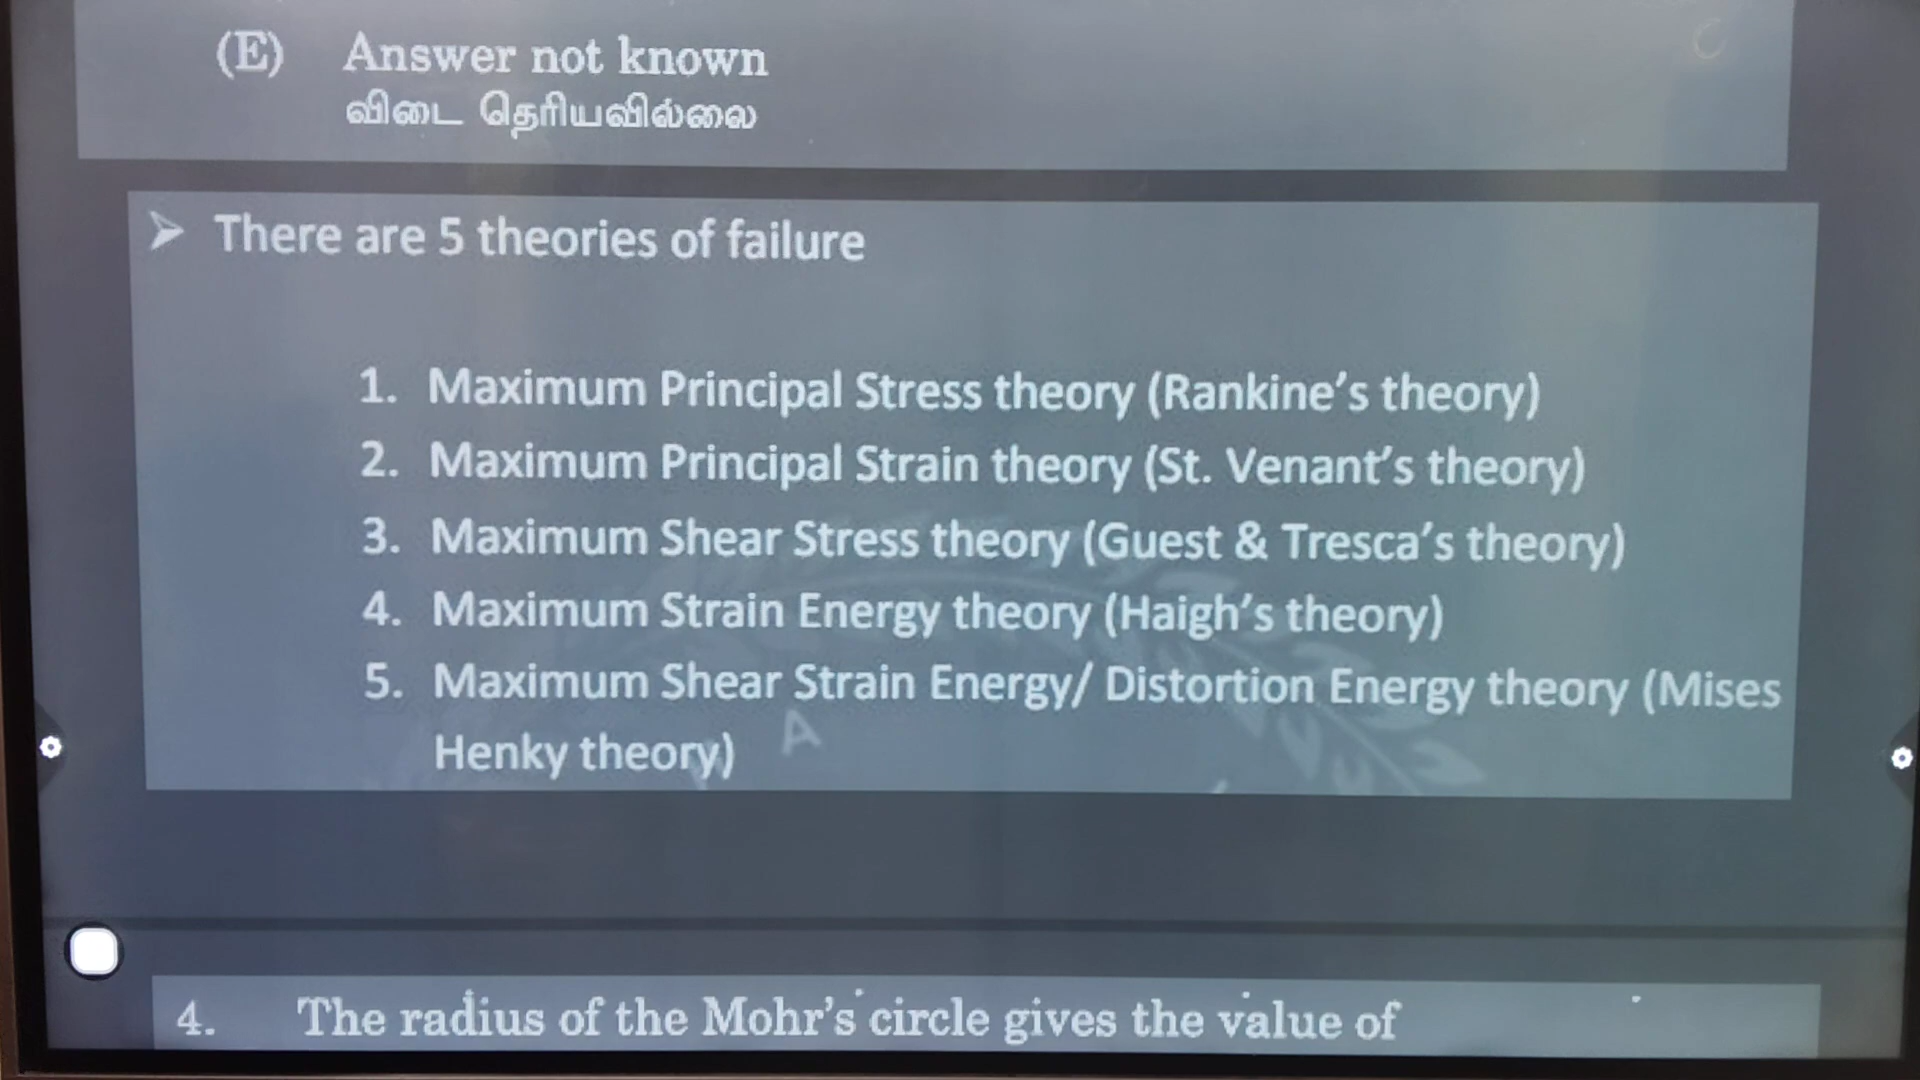 (E) Answer not known
விடை தெரியவில்லை
➤ There are 5 theories of failure
1. Maximum Principal Stress theory (Rankine's theory)
2. Maximum Principal Strain theory (St. Venant's theory)
3. Maximum Shear Stress theory (Guest & Tresca's theory)
4. Maximum Strain Energy theory (Haigh's theory)
5. Maximum Shear Strain Energy/ Distortion Energy theory (Mises
Henky theory)
A
4. The radius of the Mohr's circle gives the value of